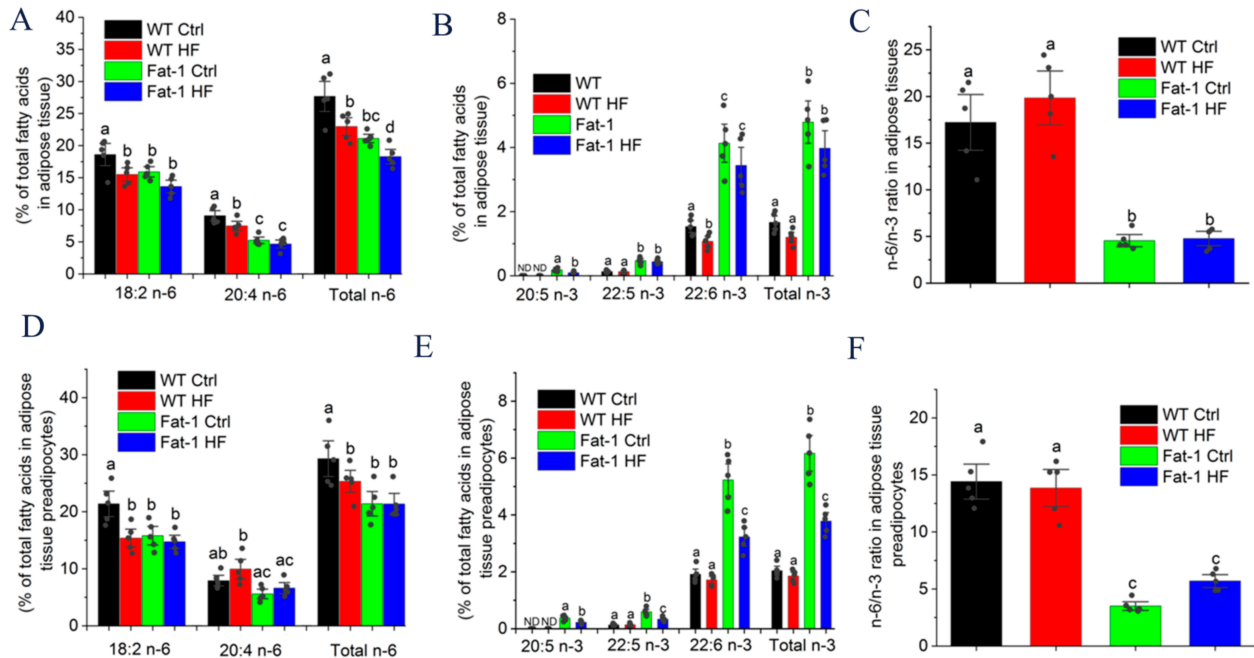 A
(% of total fatty acids
in adipose tissue)
40
35
30
25
20
15
10
5
0
WT Ctrl
WT HF
Fat-1 Ctrl
Fat-1 HF
a
b
b
b
a
b
c
c
a
b
bc
d
18:2 n-6
20:4 n-6
Total n-6
B
(% of total fatty acids
in adipose tissue)
8
6
4
2
0
WT
WT HF
Fat-1
Fat-1 HF
ND
ND
a
b
a
a
b
b
a
b
c
c
a
a
b
b
20:5 n-3
22:5 n-3
22:6 n-3
Total n-3
C
n-6/n-3 ratio in adipose tissues
25
20
15
10
5
0
WT Ctrl
WT HF
Fat-1 Ctrl
Fat-1 HF
a
a
b
b
D
(% of total fatty acids in adipose
tissue preadipocytes)
40
30
20
10
0
WT Ctrl
WT HF
Fat-1 Ctrl
Fat-1 HF
a
b
b
b
ab
b
ac
ac
a
b
b
b
18:2 n-6
20:4 n-6
Total n-6
E
(% of total fatty acids in adipose
tissue preadipocytes)
8
6
4
2
0
WT Ctrl
WT HF
Fat-1 Ctrl
Fat-1 HF
ND
ND
a
b
a
a
b
c
a
a
b
c
a
a
b
b
20:5 n-3
22:5 n-3
22:6 n-3
Total n-3
F
n-6/n-3 ratio in adipose tissue
preadipocytes
20
15
10
5
0
WT Ctrl
WT HF
Fat-1 Ctrl
Fat-1 HF
a
a
c
c